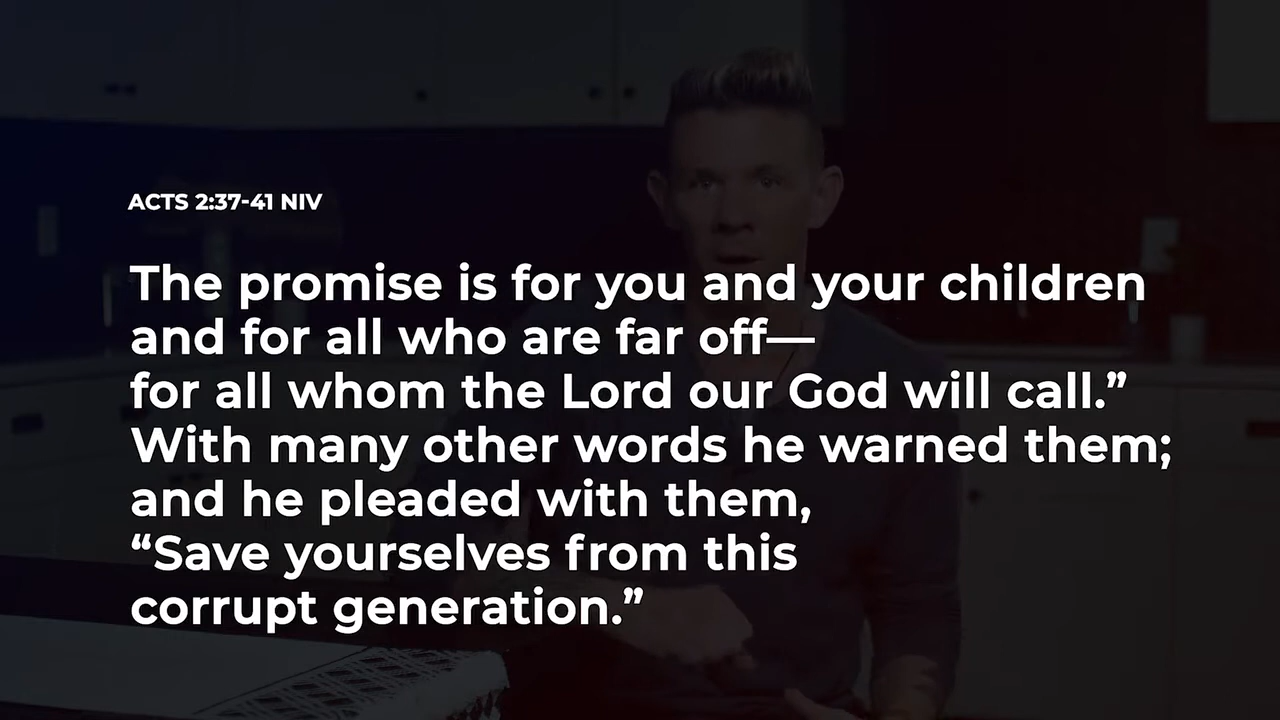 ACTS 2:37-41 NIV
The promise is for you and your children
and for all who are far off—
for all whom the Lord our God will call.”
With many other words he warned them;
and he pleaded with them,
“Save yourselves from this
corrupt generation.”